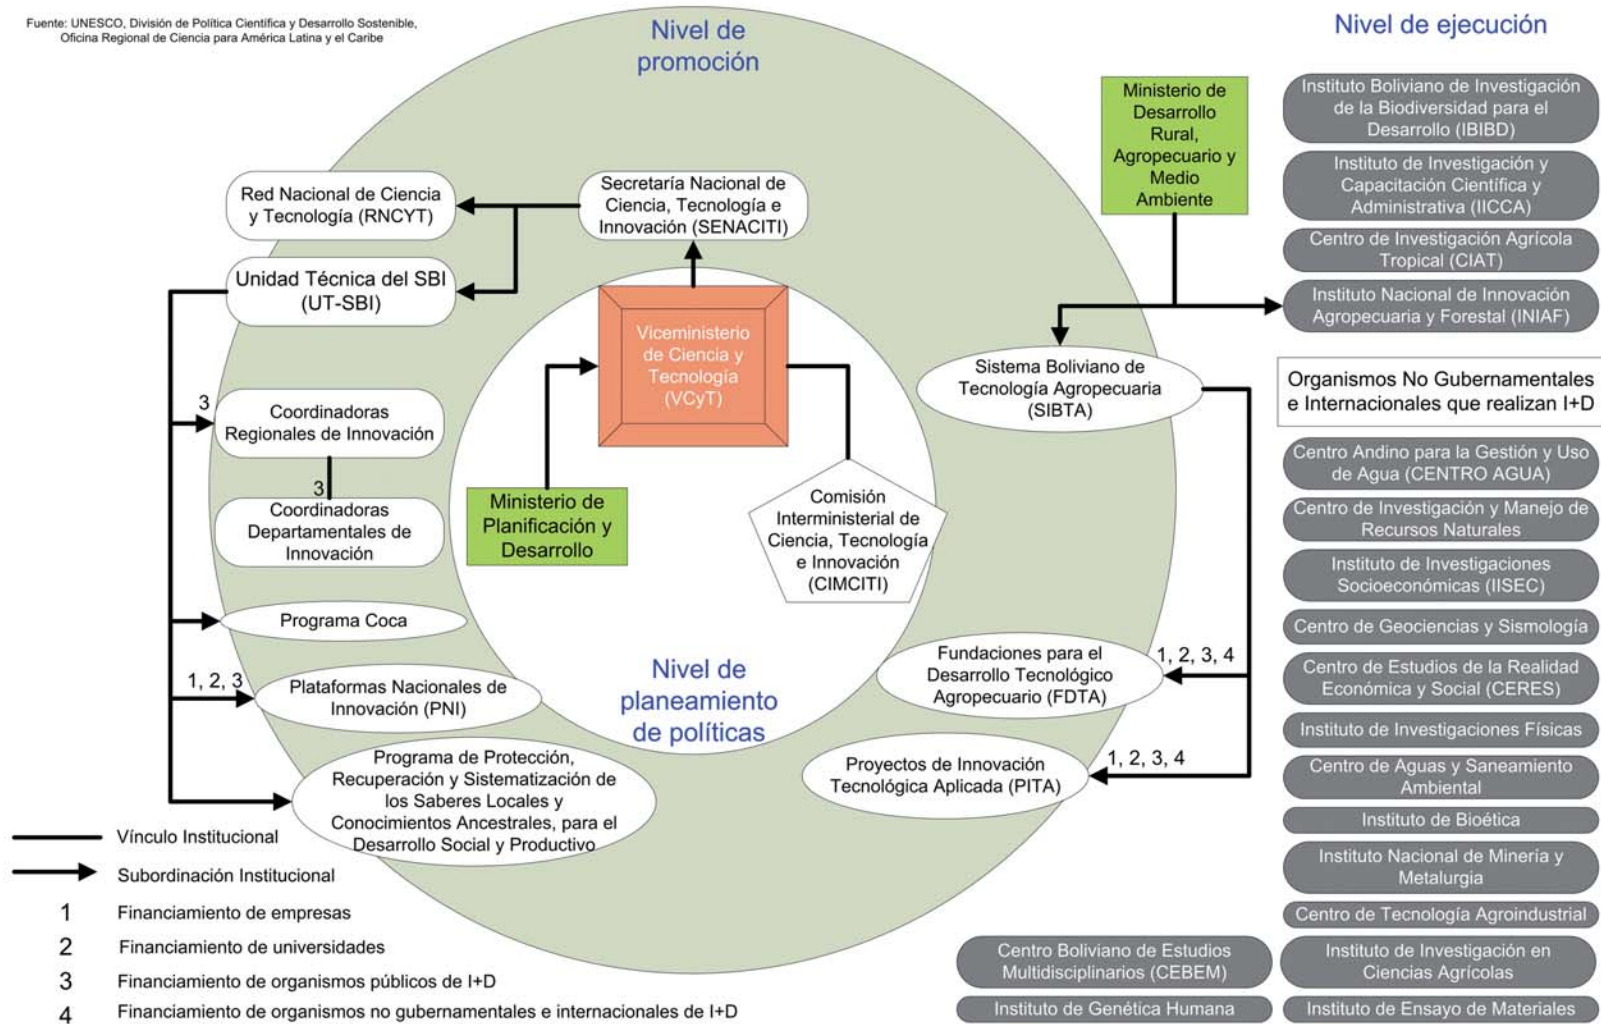 Fuente: UNESCO, División de Política Científica y Desarrollo Sostenible,
Oficina Regional de Ciencia para América Latina y el Caribe
Nivel de
promoción
Nivel de ejecución
Red Nacional de Ciencia
y Tecnología (RNCYT)
Secretaría Nacional de
Ciencia, Tecnología e
Innovación (SENACITI)
Unidad Técnica del SBI
(UT-SBI)
Viceministerio
de Ciencia y
Tecnología
(VCyT)
3
Coordinadoras
Regionales de Innovación
3
Coordinadoras
Departamentales de
Innovación
Ministerio de
Planificación y
Desarrollo
Comisión
Interministerial de
Ciencia, Tecnología
e Innovación
(CIMCITI)
Programa Coca
1, 2, 3
Plataformas Nacionales de
Innovación (PNI)
Nivel de
planeamiento
de políticas
Programa de Protección,
Recuperación y Sistematización de
los Saberes Locales y
Conocimientos Ancestrales, para el
Desarrollo Social y Productivo
Ministerio de
Desarrollo
Rural,
Agropecuario y
Medio
Ambiente
Sistema Boliviano de
Tecnología Agropecuaria
(SIBTA)
Fundaciones para el
Desarrollo Tecnológico
Agropecuario (FDTA)
1, 2, 3, 4
Proyectos de Innovación
Tecnológica Aplicada (PITA)
1, 2, 3, 4
Instituto Boliviano de Investigación
de la Biodiversidad para el
Desarrollo (IBIBD)
Instituto de Investigación y
Capacitación Científica y
Administrativa (IICCA)
Centro de Investigación Agrícola
Tropical (CIAT)
Instituto Nacional de Innovación
Agropecuaria y Forestal (INIAF)
Organismos No Gubernamentales
e Internacionales que realizan I+D
Centro Andino para la Gestión y Uso
de Agua (CENTRO AGUA)
Centro de Investigación y Manejo de
Recursos Naturales
Instituto de Investigaciones
Socioeconómicas (IISEC)
Centro de Geociencias y Sismología
Centro de Estudios de la Realidad
Económica y Social (CERES)
Instituto de Investigaciones Físicas
Centro de Aguas y Saneamiento
Ambiental
Instituto de Bioética
Instituto Nacional de Minería y
Metalurgia
Centro de Tecnología Agroindustrial
Centro Boliviano de Estudios
Multidisciplinarios (CEBEM)
Instituto de Investigación en
Ciencias Agrícolas
Instituto de Genética Humana
Instituto de Ensayo de Materiales
Vínculo Institucional
Subordinación Institucional
1 Financiamiento de empresas
2 Financiamiento de universidades
3 Financiamiento de organismos públicos de I+D
4 Financiamiento de organismos no gubernamentales e internacionales de I+D